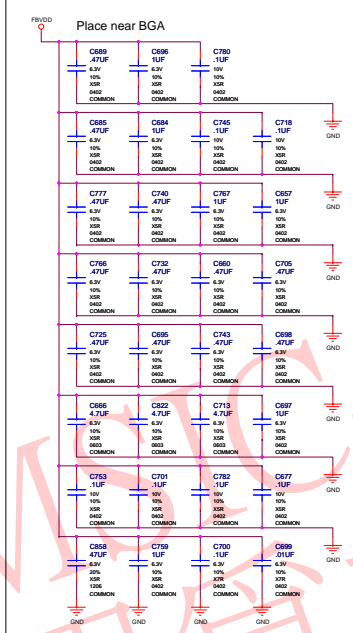 FBVDD
Place near BGA
C689 C696 C780
.47UF 1UF .1UF
6.3V 6.3V 10V
10% 10% 10%
X5R X5R X5R
0402 0402 0402
COMMON COMMON COMMON
GND
C685 C684 C745 C718
.47UF 1UF .1UF .1UF
6.3V 6.3V 10V 10V
10% 10% 10% 10%
X5R X5R X5R X5R
0402 0402 0402 0402
COMMON COMMON COMMON COMMON
GND
C777 C740 C767 C657
.47UF .47UF 1UF 1UF
6.3V 6.3V 6.3V 6.3V
10% 10% 10% 10%
X5R X5R X5R X5R
0402 0402 0402 0402
COMMON COMMON COMMON COMMON
GND
C766 C732 C660 C705
.47UF .47UF .47UF .47UF
6.3V 6.3V 6.3V 6.3V
10% 10% 10% 10%
X5R X5R X5R X5R
0402 0402 0402 0402
COMMON COMMON COMMON COMMON
GND
C725 C695 C743 C698
.47UF .47UF .47UF .47UF
6.3V 6.3V 6.3V 6.3V
10% 10% 10% 10%
X5R X5R X5R X5R
0402 0402 0402 0402
COMMON COMMON COMMON COMMON
GND
C666 C822 C713 C697
4.7UF 4.7UF 4.7UF 1UF
6.3V 6.3V 6.3V 6.3V
10% 10% 10% 10%
X5R X5R X5R X5R
0603 0603 0603 0402
COMMON COMMON COMMON COMMON
GND
C753 C701 C782 C677
.1UF .1UF .1UF .1UF
10V 10V 10V 10V
10% 10% 10% 10%
X5R X5R X5R X5R
0402 0402 0402 0402
COMMON COMMON COMMON COMMON
GND
C858 C759 C700 C699
47UF 1UF .1UF .01UF
6.3V 6.3V 6.3V 6.3V
20% 10% 10% 10%
X5R X5R X7R X7R
1206 0402 0402 0402
COMMON COMMON COMMON COMMON
GND GND GND GND
MSIC